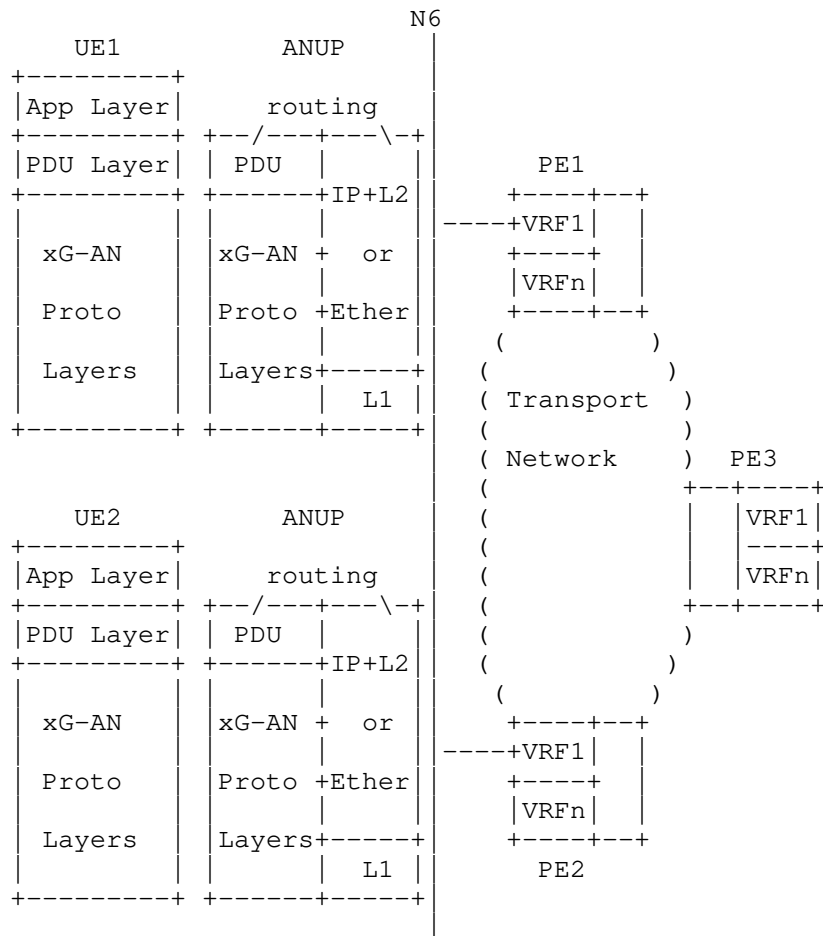 N6
UE1 ANUP
App Layer routing
PDU Layer PDU PE1
IP+L2
VRF1
xG-AN xG-AN or
VRFn
Proto Proto Ether
Layers Layers
L1 Transport
Network PE3
UE2 ANUP VRF1
App Layer routing VRFn
PDU Layer PDU
IP+L2
xG-AN xG-AN or
VRF1
Proto Proto Ether
VRFn
Layers Layers
L1 PE2